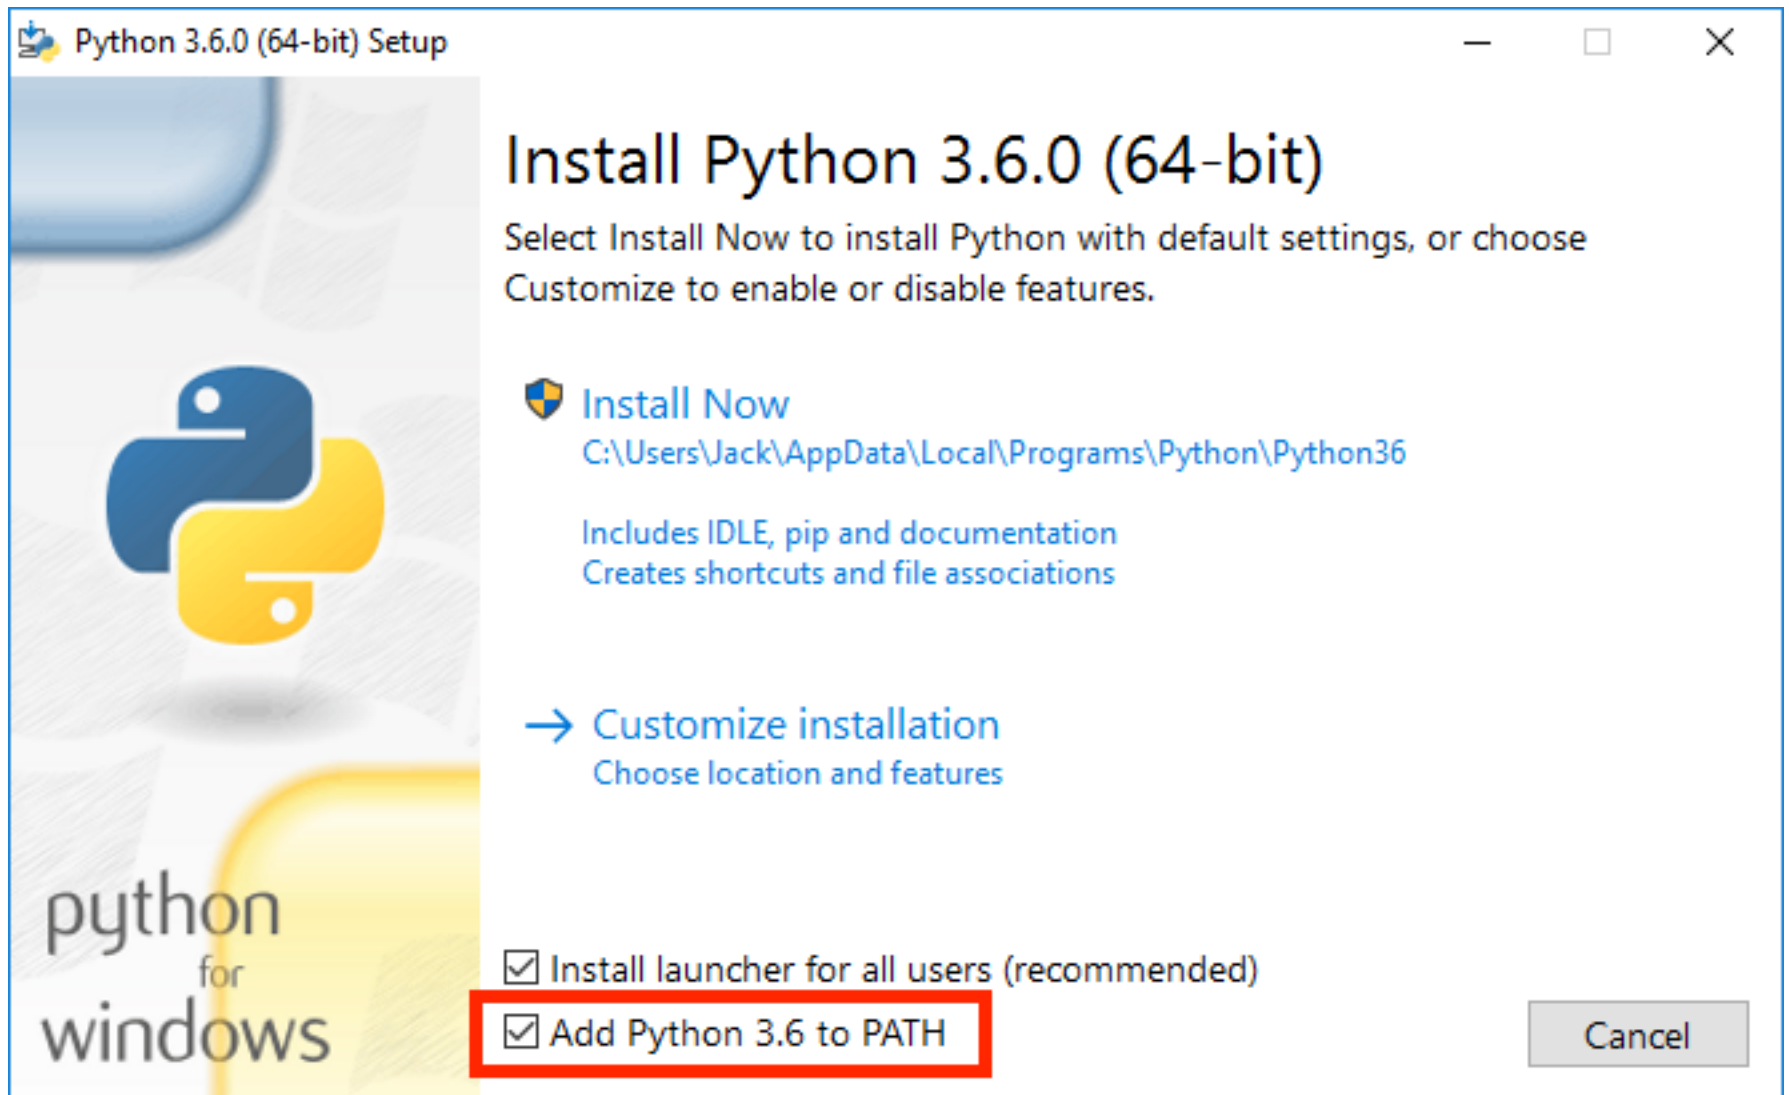 Python 3.6.0 (64-bit) Setup
Install Python 3.6.0 (64-bit)
Select Install Now to install Python with default settings, or choose
Customize to enable or disable features.
Install Now
C:\Users\Jack\AppData\Local\Programs\Python\Python36
Includes IDLE, pip and documentation
Creates shortcuts and file associations
Customize installation
Choose location and features
python
for
windows
Install launcher for all users (recommended)
Add Python 3.6 to PATH
Cancel